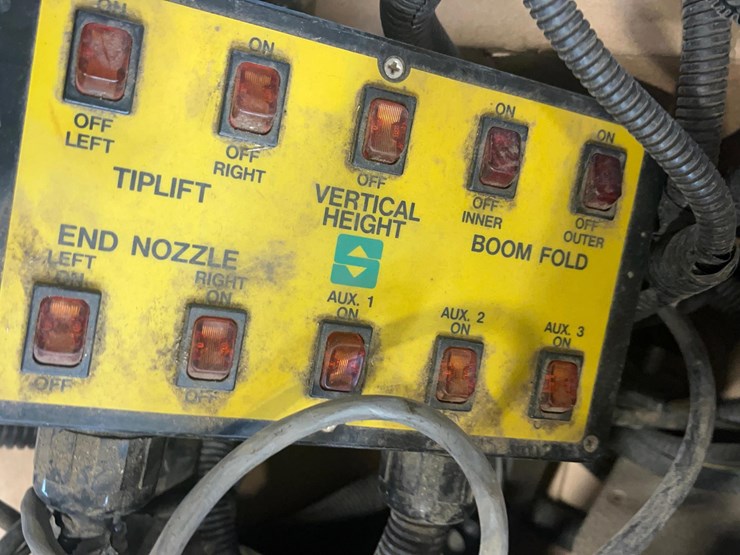 ON
OFF
LEFT
ON
OFF
RIGHT
TIPLIFT
OFF
VERTICAL
HEIGHT
ON
OFF
INNER
ON
OFF
OUTER
BOOM FOLD
END NOZZLE
LEFT
ON
OFF
RIGHT
ON
OFF
AUX. 1
ON
AUX. 2
ON
AUX. 3
ON